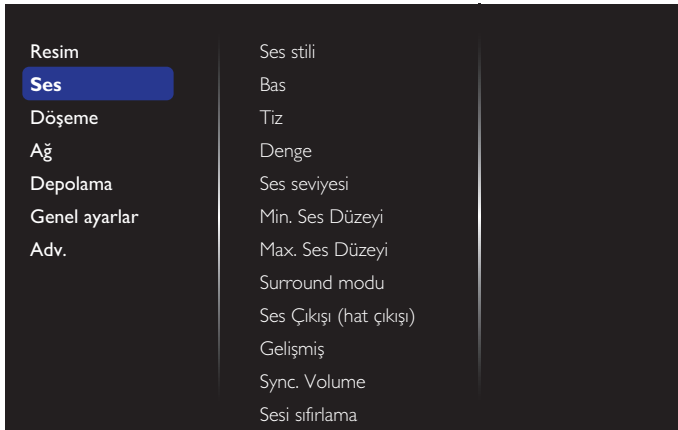 Resim
Ses
Döşeme
Ağ
Depolama
Genel ayarlar
Adv.
Ses stili
Bas
Tiz
Denge
Ses seviyesi
Min. Ses Düzeyi
Max. Ses Düzeyi
Surround modu
Ses Çıkışı (hat çıkışı)
Gelişmiş
Sync. Volume
Sesi sıfırlama